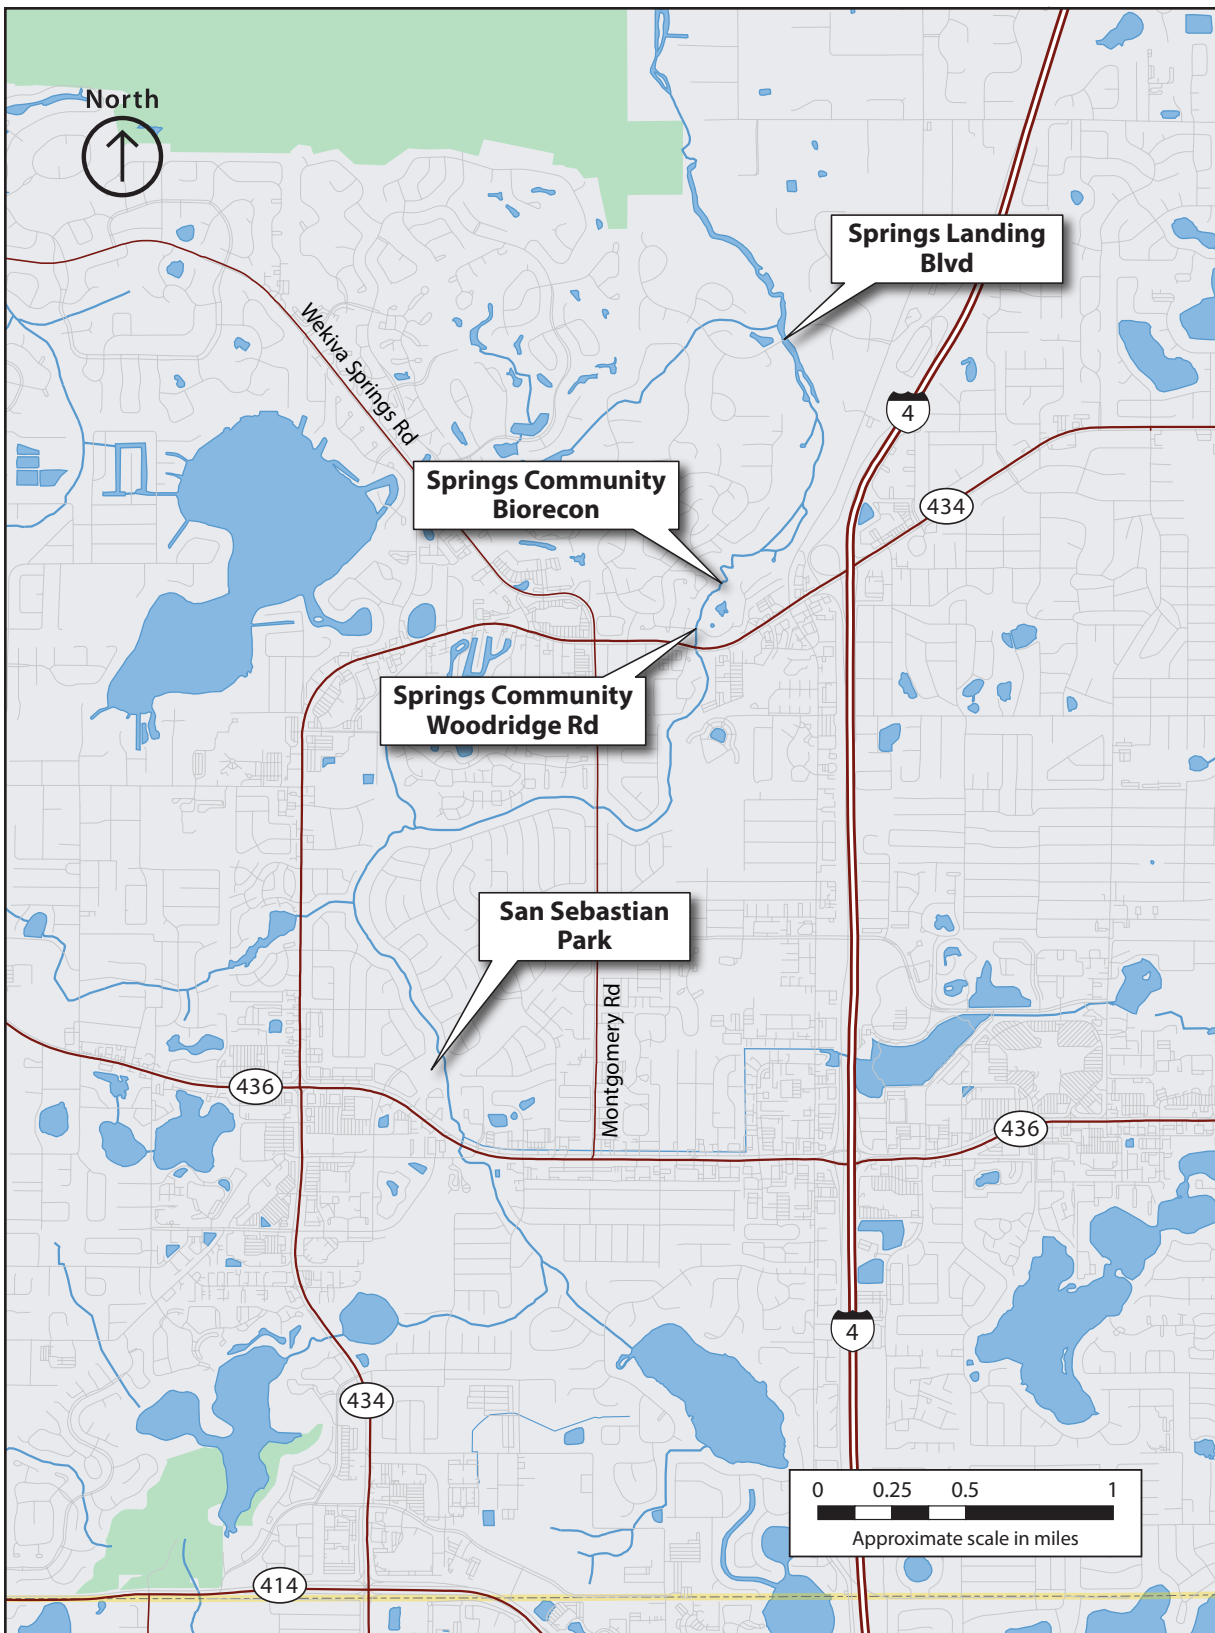 North
Springs Landing
Blvd
Wekiva Springs Rd
4
Springs Community
Biorecon
434
Springs Community
Woodridge Rd
San Sebastian
Park
Montgomery Rd
436
436
4
434
0 0.25 0.5 1
Approximate scale in miles
414